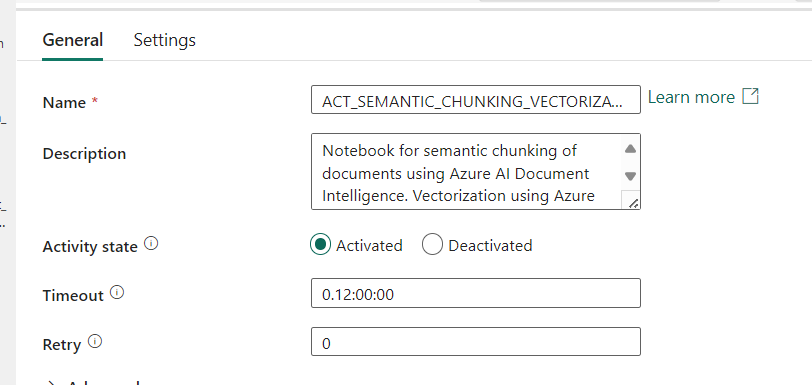 General Settings
Name * ACT_SEMANTIC_CHUNKING_VECTORIZA... Learn more
Description
Notebook for semantic chunking of
documents using Azure AI Document
Intelligence. Vectorization using Azure
Activity state Activated Deactivated
Timeout 0.12:00:00
Retry 0